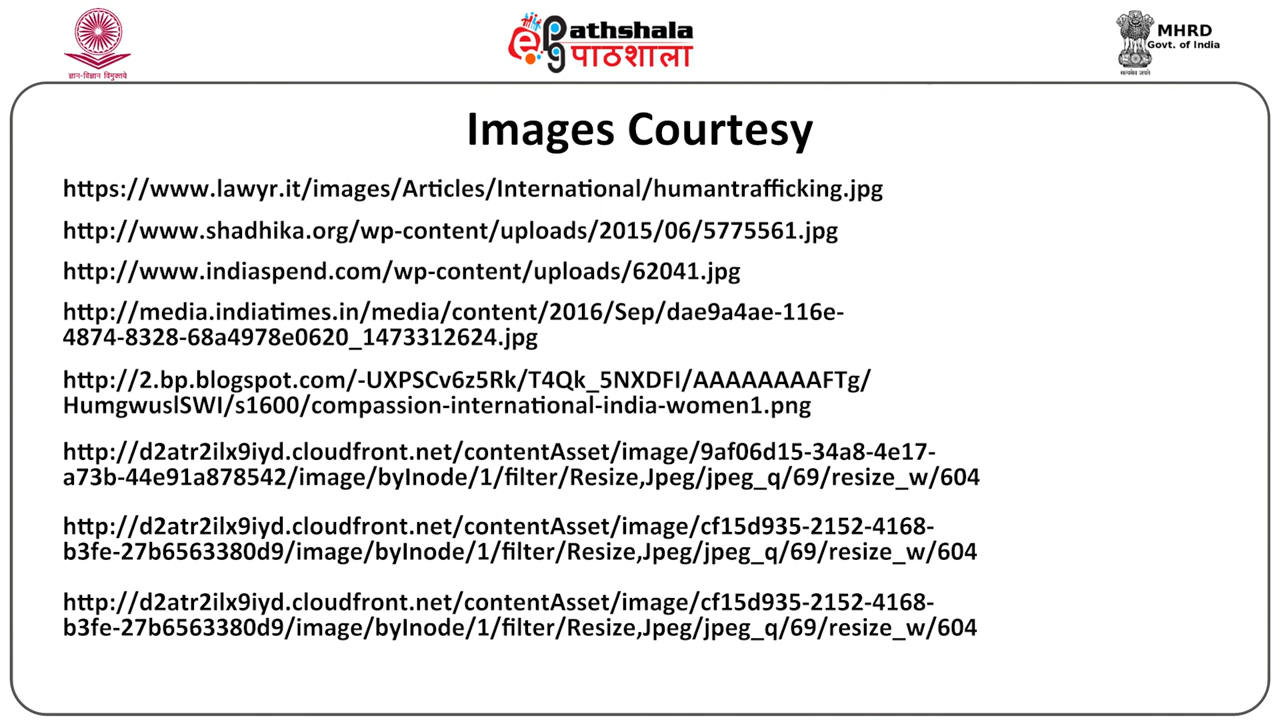 ज्ञान-विज्ञान विमुक्तये
ePG Pathshala
पाठशाला
MHRD
Govt. of India
सत्यमेव जयते
Images Courtesy
https://www.lawyr.it/images/Articles/International/humantrafficking.jpg
http://www.shadhika.org/wp-content/uploads/2015/06/5775561.jpg
http://www.indiaspend.com/wp-content/uploads/62041.jpg
http://media.indiatimes.in/media/content/2016/Sep/dae9a4ae-116e-
4874-8328-68a4978e0620_1473312624.jpg
http://2.bp.blogspot.com/-UXPSCv6z5Rk/T4Qk_5NXDFI/AAAAAAAAFTg/
HumgwuslSWI/s1600/compassion-international-india-women1.png
http://d2atr2ilx9iyd.cloudfront.net/contentAsset/image/9af06d15-34a8-4e17-
a73b-44e91a878542/image/byInode/1/filter/Resize,Jpeg/jpeg_q/69/resize_w/604
http://d2atr2ilx9iyd.cloudfront.net/contentAsset/image/cf15d935-2152-4168-
b3fe-27b6563380d9/image/byInode/1/filter/Resize,Jpeg/jpeg_q/69/resize_w/604
http://d2atr2ilx9iyd.cloudfront.net/contentAsset/image/cf15d935-2152-4168-
b3fe-27b6563380d9/image/byInode/1/filter/Resize,Jpeg/jpeg_q/69/resize_w/604